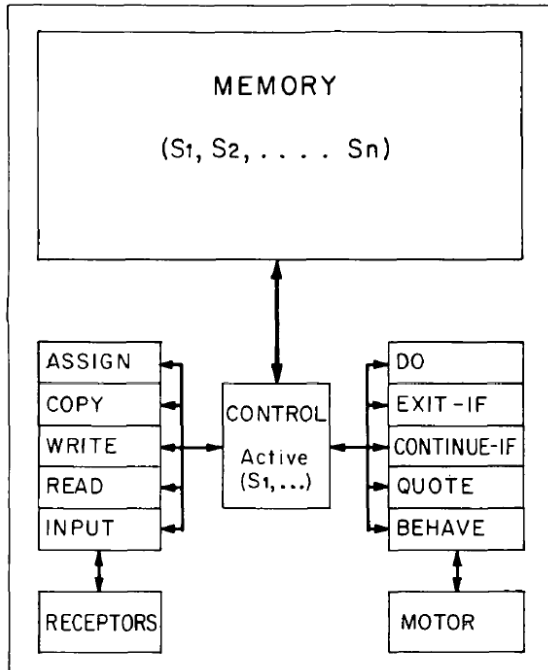 MEMORY
(S1, S2, . . . . Sn)
ASSIGN
COPY
WRITE
READ
INPUT
RECEPTORS
CONTROL
Active
(S1,...)
DO
EXIT-IF
CONTINUE-IF
QUOTE
BEHAVE
MOTOR